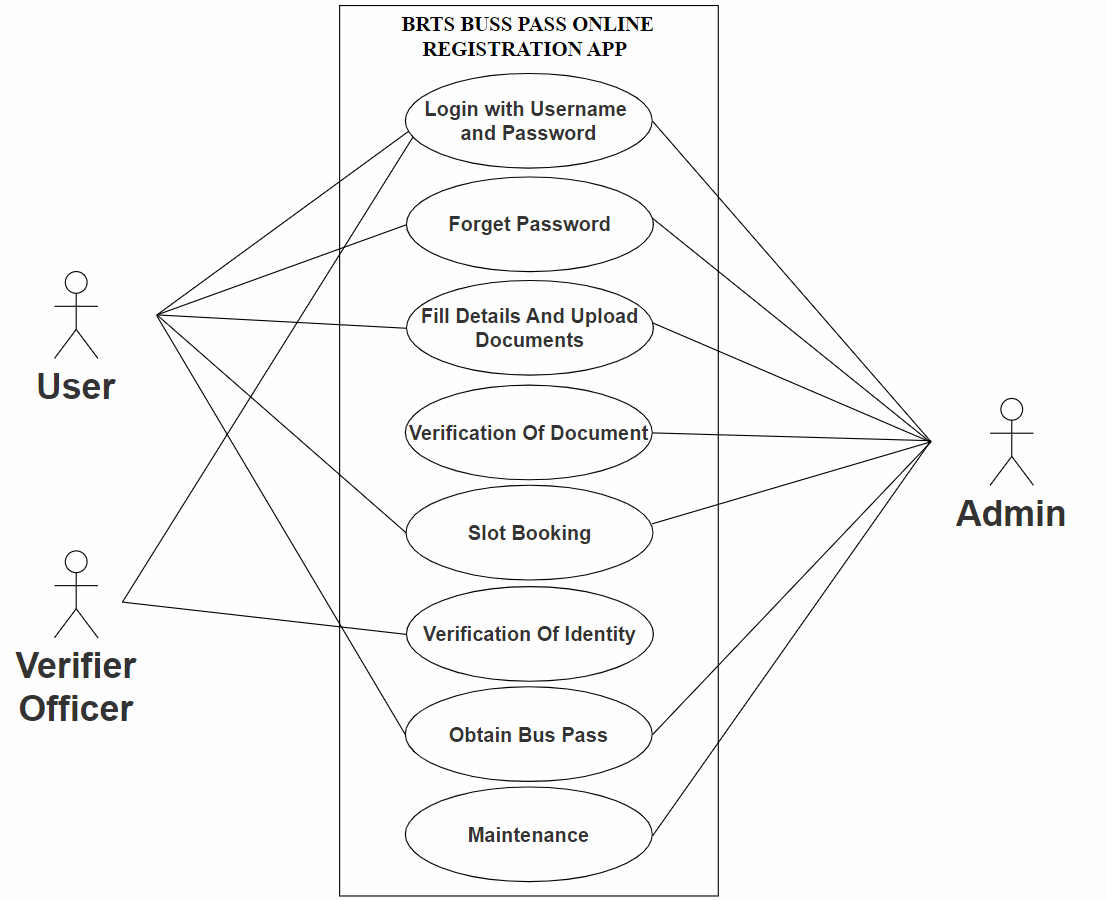 BRTS BUSS PASS ONLINE
REGISTRATION APP
Login with Username
and Password
Forget Password
Fill Details And Upload
Documents
Verification Of Document
Slot Booking
Verification Of Identity
Obtain Bus Pass
Maintenance
User
Verifier
Officer
Admin